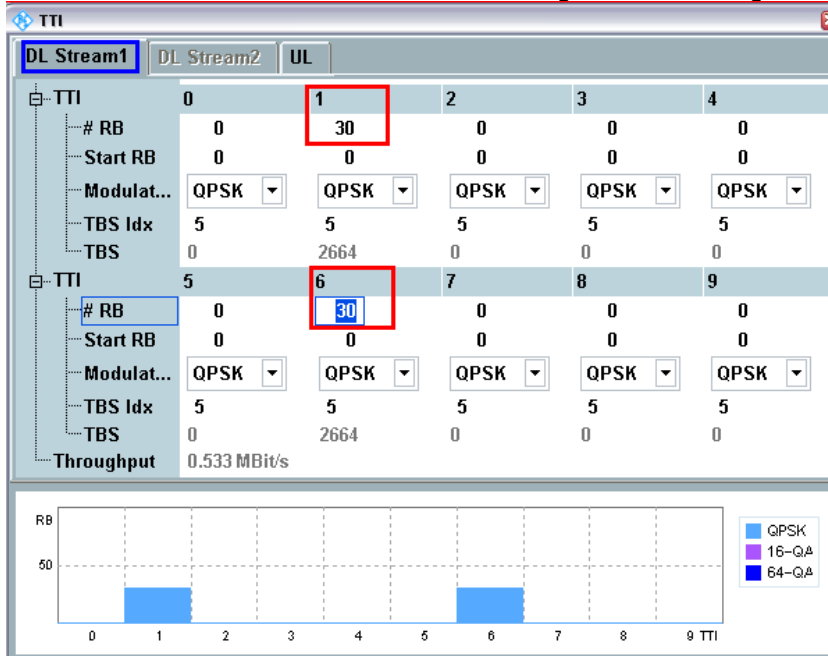 TTI
DL Stream1 DL Stream2 UL
TTI 0 1 2 3 4
# RB 0 30 0 0 0
Start RB 0 0 0 0 0
Modulat... QPSK QPSK QPSK QPSK QPSK
TBS Idx 5 5 5 5 5
TBS 0 2664 0 0 0
TTI 5 6 7 8 9
# RB 0 30 0 0 0
Start RB 0 0 0 0 0
Modulat... QPSK QPSK QPSK QPSK QPSK
TBS Idx 5 5 5 5 5
TBS 0 2664 0 0 0
Throughput 0.533 MBit/s
RB
50
0 1 2 3 4 5 6 7 8 9 TTI
QPSK
16-QA
64-QA